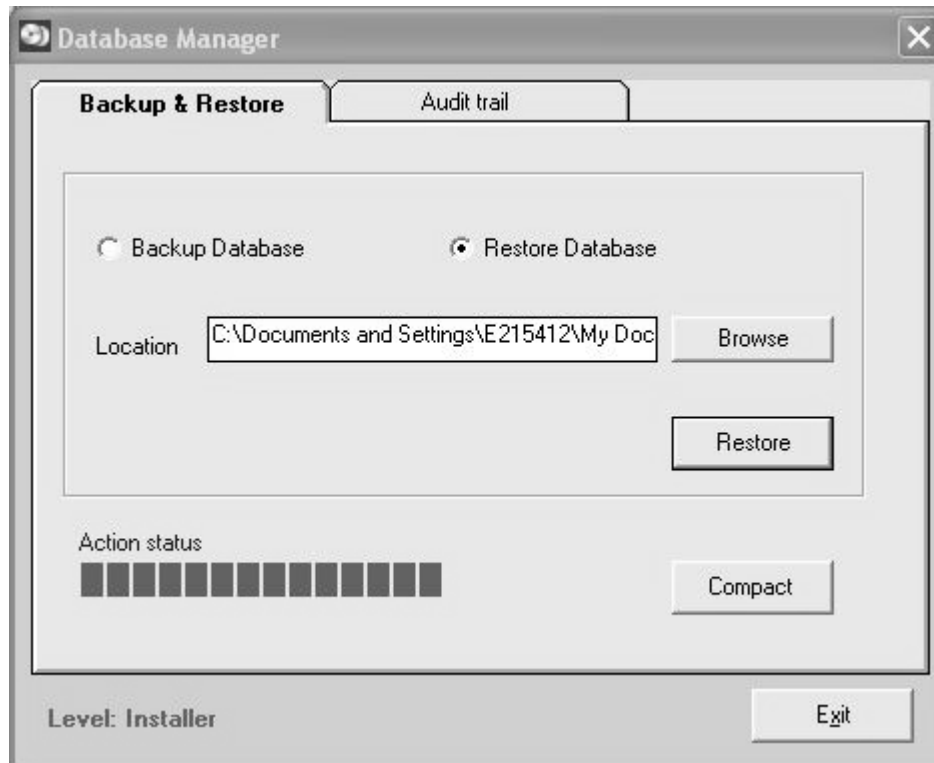 Database Manager
Backup & Restore
Audit trail
Backup Database
Restore Database
Location
C:\Documents and Settings\E215412\My Doc
Browse
Restore
Action status
Compact
Level: Installer
Exit